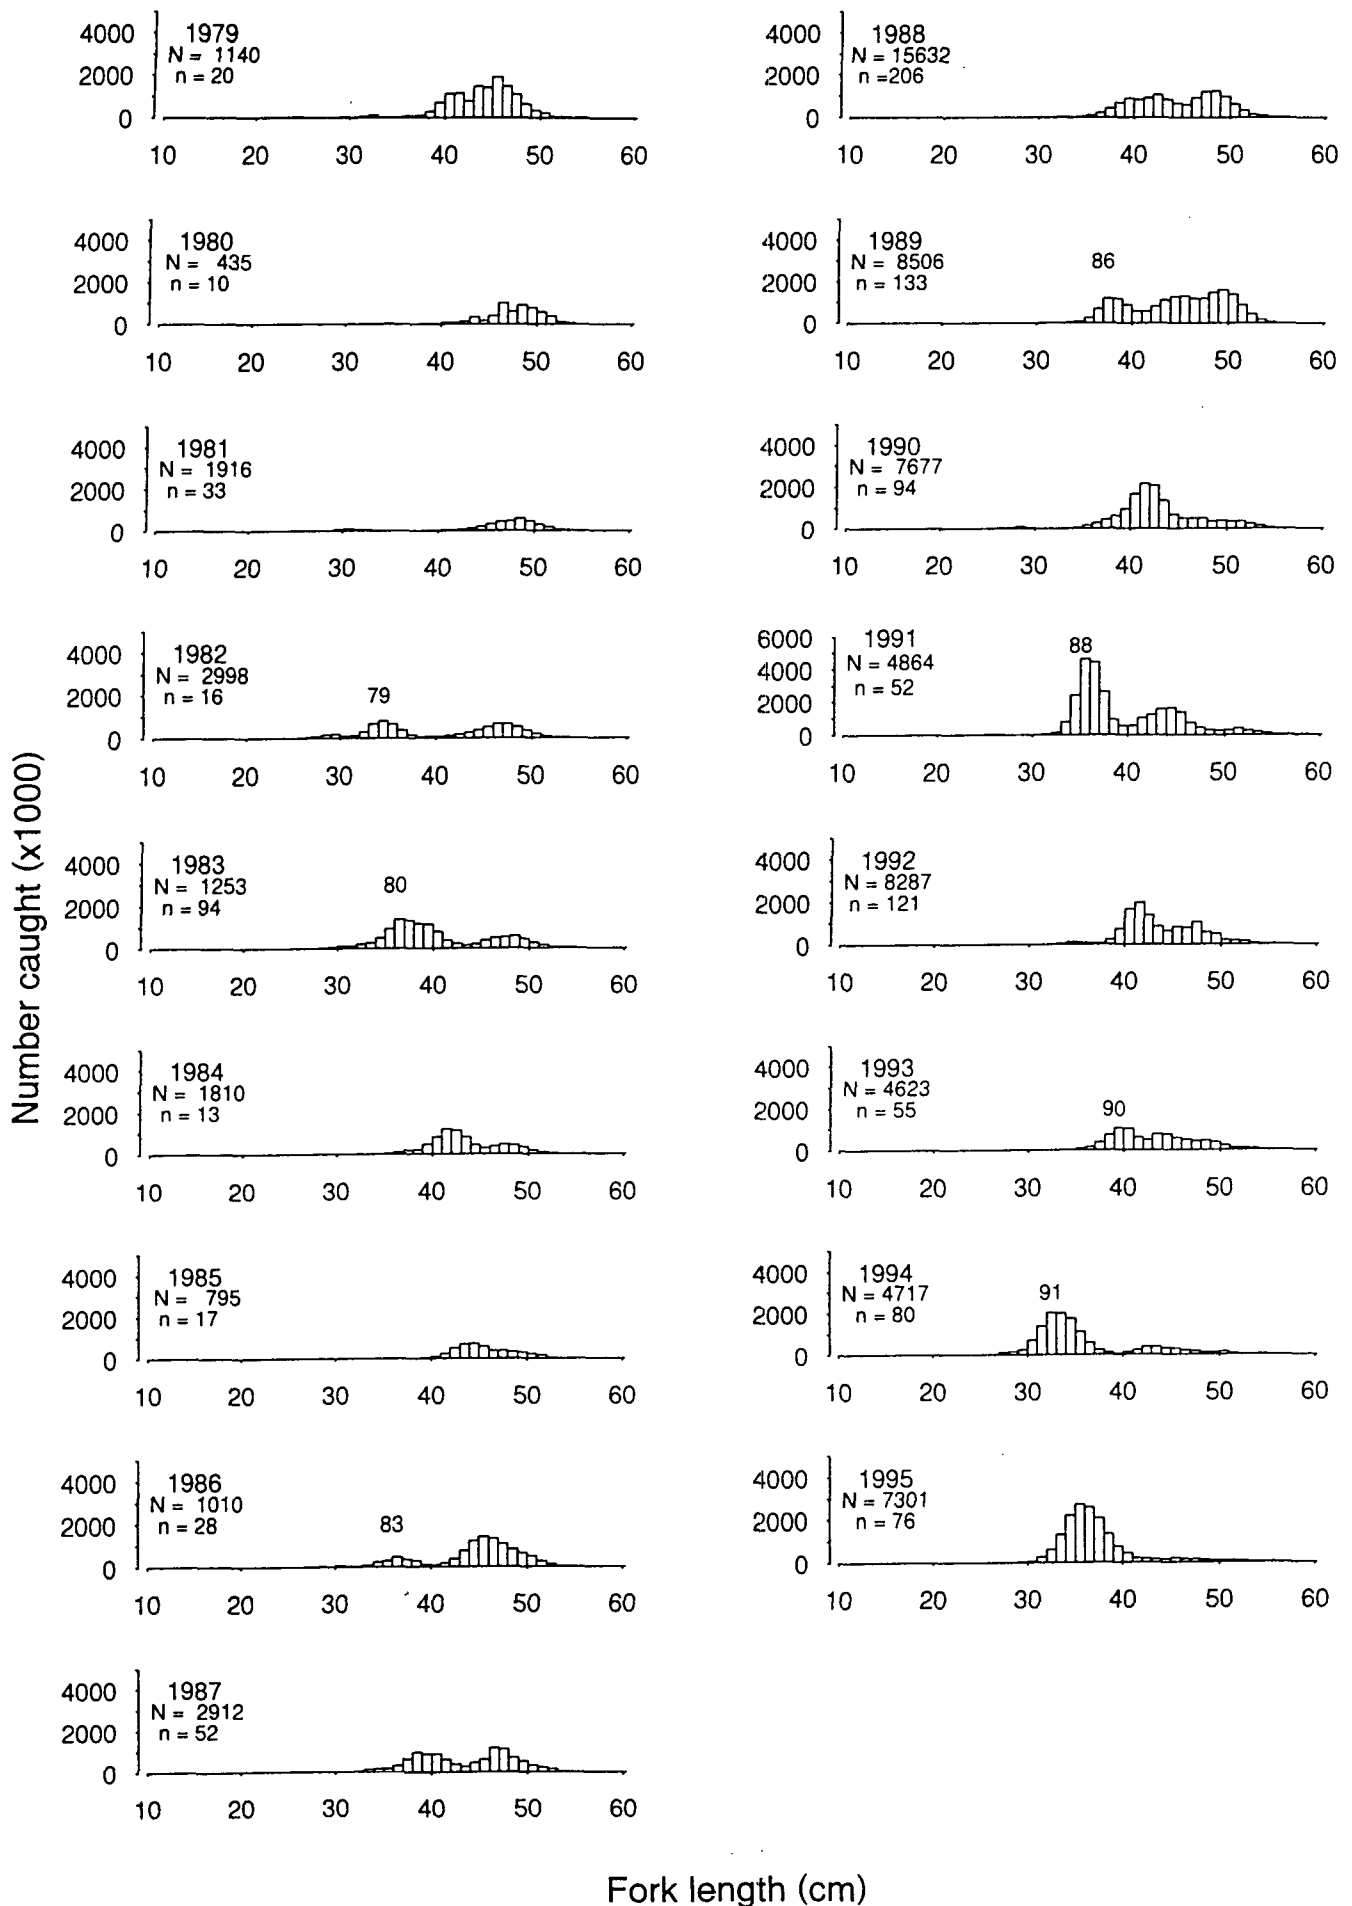 Number caught (x1000)
4000
2000
0
1979
N = 1140
n = 20
10 20 30 40 50 60
4000
2000
0
1980
N = 435
n = 10
10 20 30 40 50 60
4000
2000
0
1981
N = 1916
n = 33
10 20 30 40 50 60
4000
2000
0
1982
N = 2998
n = 16
79
10 20 30 40 50 60
4000
2000
0
1983
N = 1253
n = 94
80
10 20 30 40 50 60
4000
2000
0
1984
N = 1810
n = 13
10 20 30 40 50 60
4000
2000
0
1985
N = 795
n = 17
10 20 30 40 50 60
4000
2000
0
1986
N = 1010
n = 28
83
10 20 30 40 50 60
4000
2000
0
1987
N = 2912
n = 52
10 20 30 40 50 60
4000
2000
0
1988
N = 15632
n =206
10 20 30 40 50 60
4000
2000
0
1989
N = 8506
n = 133
86
10 20 30 40 50 60
4000
2000
0
1990
N = 7677
n = 94
10 20 30 40 50 60
6000
4000
2000
0
1991
N = 4864
n = 52
88
10 20 30 40 50 60
4000
2000
0
1992
N = 8287
n = 121
10 20 30 40 50 60
4000
2000
0
1993
N = 4623
n = 55
90
10 20 30 40 50 60
4000
2000
0
1994
N = 4717
n = 80
91
10 20 30 40 50 60
4000
2000
0
1995
N = 7301
n = 76
10 20 30 40 50 60
Fork length (cm)